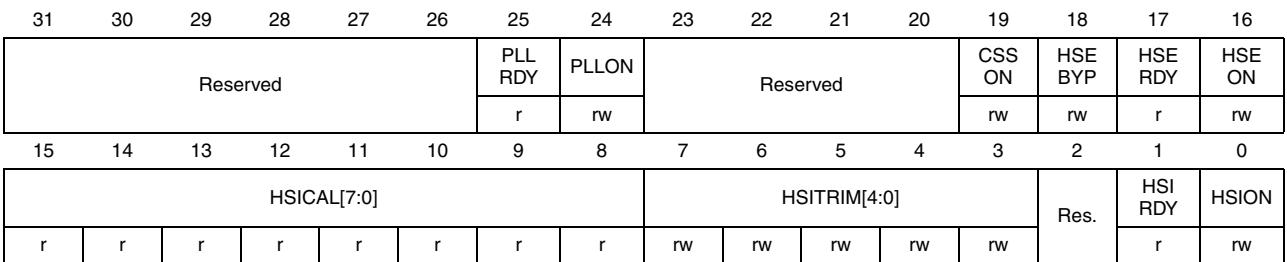 31 30 29 28 27 26 25 24 23 22 21 20 19 18 17 16
Reserved PLL RDY PLLON Reserved CSS ON HSE BYP HSE RDY HSE ON
r rw rw rw r rw
15 14 13 12 11 10 9 8 7 6 5 4 3 2 1 0
HSICAL[7:0] HSITRIM[4:0] Res. HSI RDY HSION
r r r r r r r r rw rw rw rw rw r rw